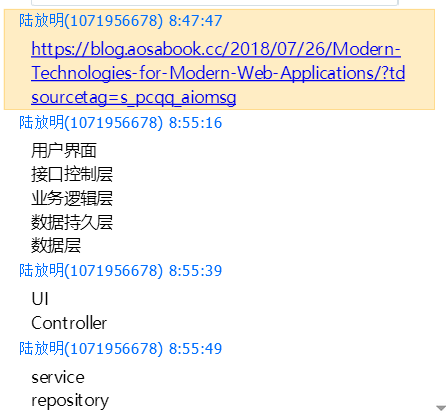 陆放明(1071956678) 8:47:47
https://blog.aosabook.cc/2018/07/26/Modern-
Technologies-for-Modern-Web-Applications/?td
sourcetag=s_pcqq_aiomsg
陆放明(1071956678) 8:55:16
用户界面
接口控制层
业务逻辑层
数据持久层
数据层
陆放明(1071956678) 8:55:39
UI
Controller
陆放明(1071956678) 8:55:49
service
repository